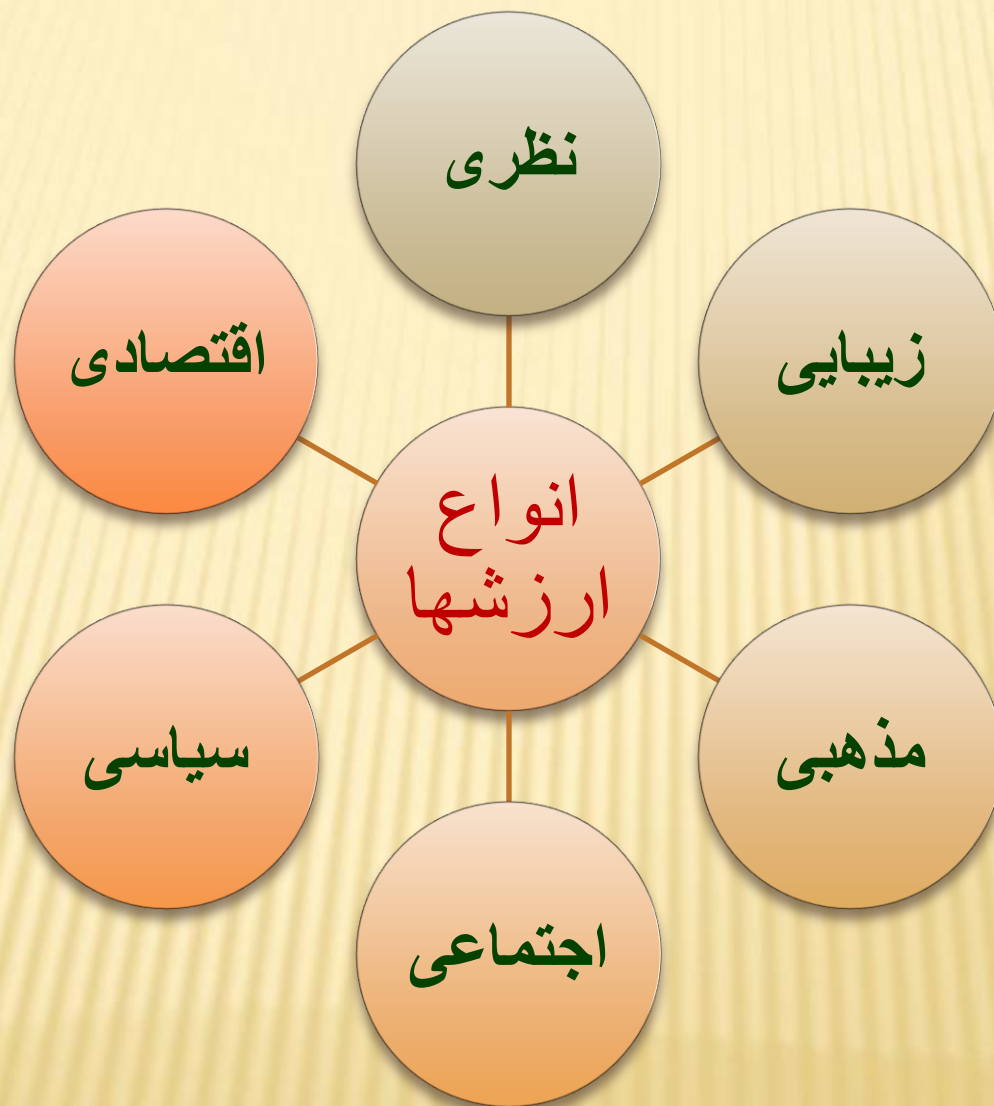 نظری
زیبایی
اقتصادی
انواع
ارزشها
مذهبی
سیاسی
اجتماعی